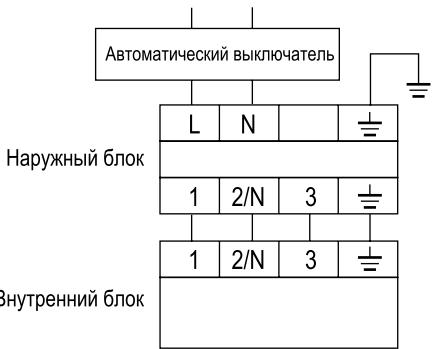 Автоматический выключатель
L N
Наружный блок
1 2/N 3
1 2/N 3
Внутренний блок